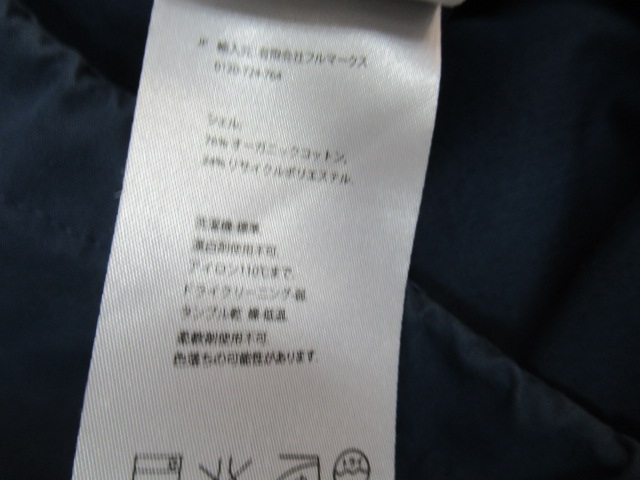 輸入元:有限会社フルマークス
0120-724-764
シェル,
76% オーガニックコットン,
24% リサイクルポリエステル.
洗濯機-標準
漂白剤使用不可.
アイロン110℃まで.
ドライクリーニング-弱
タンブル乾 燥 低温
柔軟剤使用不可
色落ちの可能性があります.